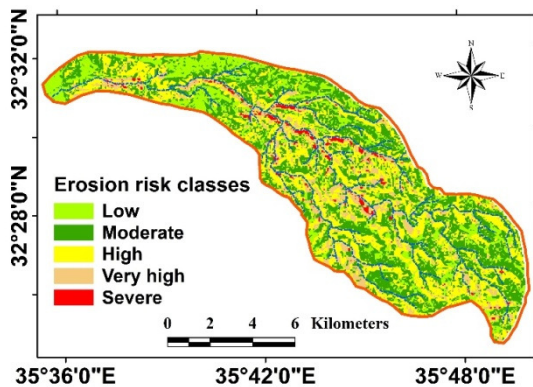 32°32'0"N
N
W E
S
32°28'0"N
Erosion risk classes
Low
Moderate
High
Very high
Severe
0 2 4 6 Kilometers
35°36'0"E 35°42'0"E 35°48'0"E